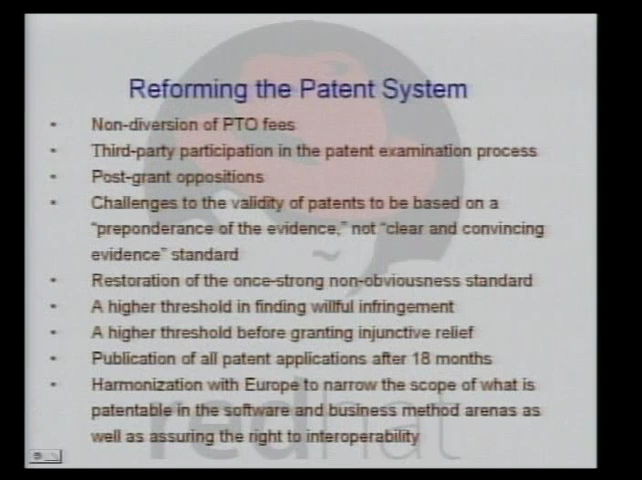 Reforming the Patent System
- Non-diversion of PTO fees
- Third-party participation in the patent examination process
- Post-grant oppositions
- Challenges to the validity of patents to be based on a
"preponderance of the evidence," not "clear and convincing
evidence" standard
- Restoration of the once-strong non-obviousness standard
- A higher threshold in finding willful infringement
- A higher threshold before granting injunctive relief
- Publication of all patent applications after 18 months
- Harmonization with Europe to narrow the scope of what is
patentable in the software and business method arenas as
well as assuring the right to interoperability
redhat